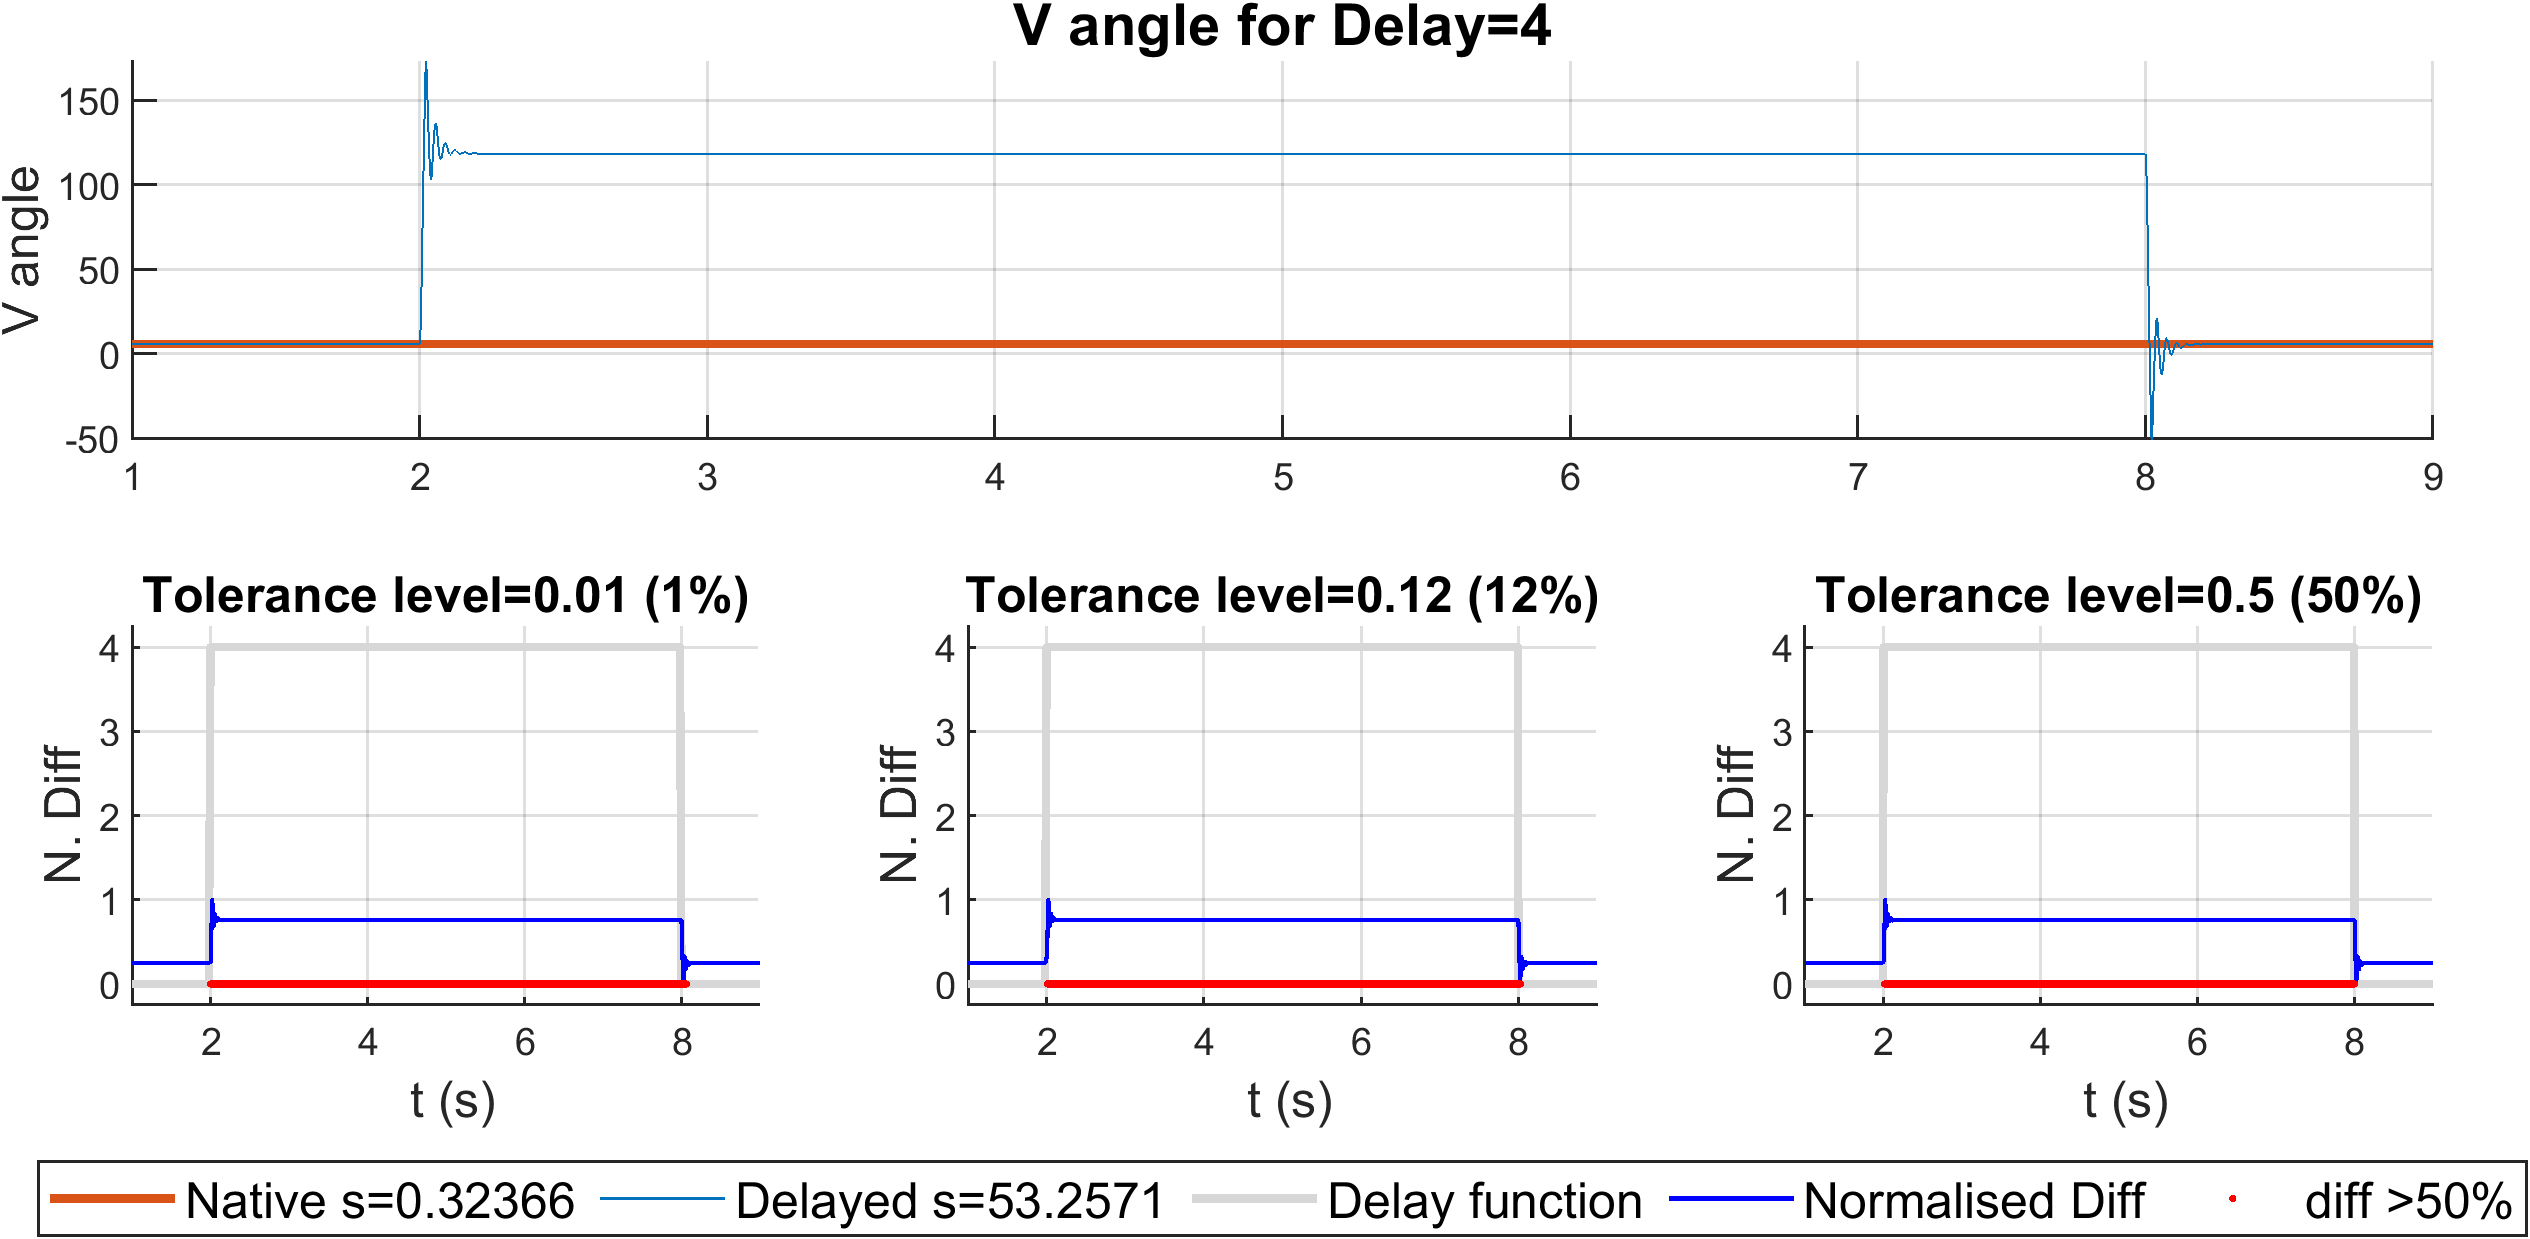 V angle for Delay=4
V angle
150
100
50
0
-50
1 2 3 4 5 6 7 8 9
Tolerance level=0.01 (1%)
N. Diff
4
3
2
1
0
2 4 6 8
t (s)
Tolerance level=0.12 (12%)
N. Diff
4
3
2
1
0
2 4 6 8
t (s)
Tolerance level=0.5 (50%)
N. Diff
4
3
2
1
0
2 4 6 8
t (s)
Native s=0.32366 Delayed s=53.2571 Delay function Normalised Diff diff >50%